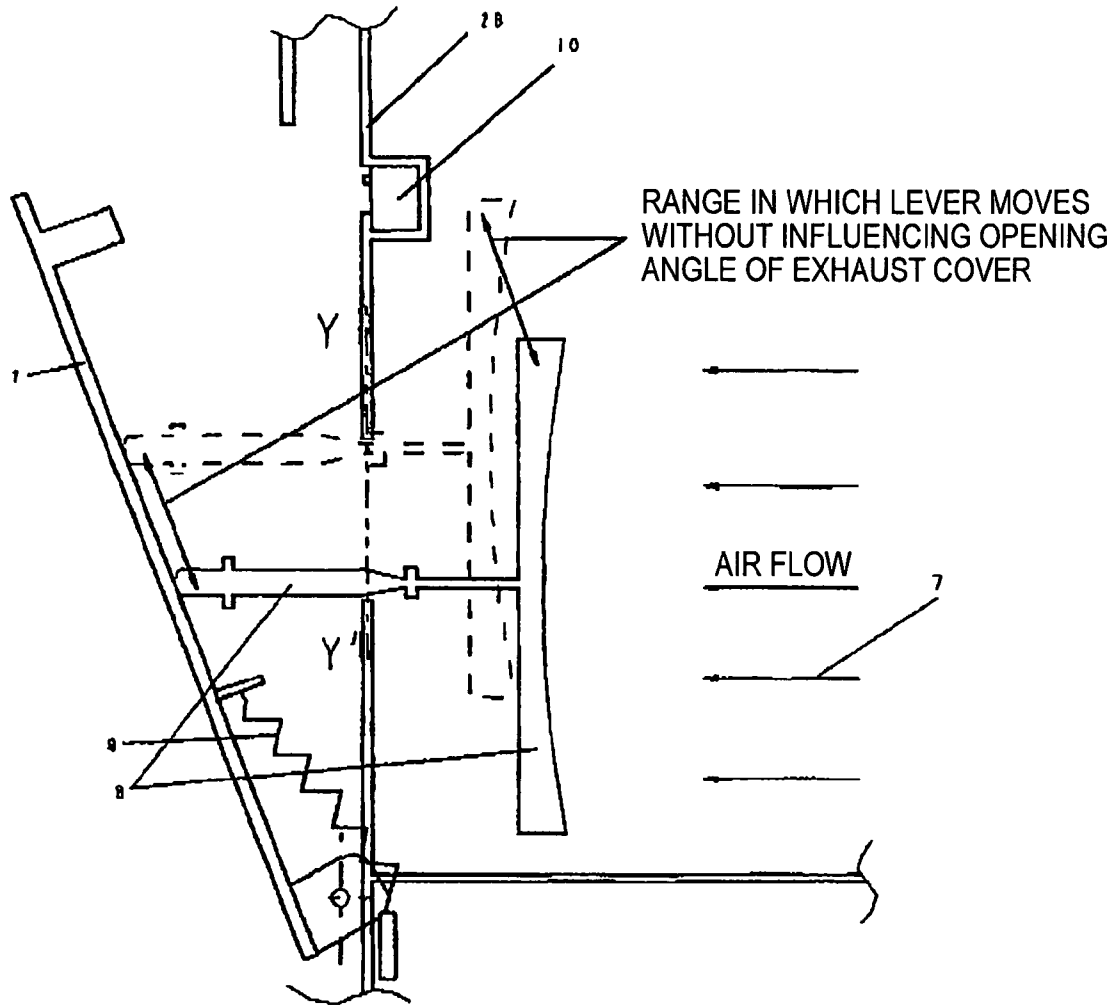 2B
10
RANGE IN WHICH LEVER MOVES
WITHOUT INFLUENCING OPENING
ANGLE OF EXHAUST COVER
Y
1
AIR FLOW
7
Y'
9
8